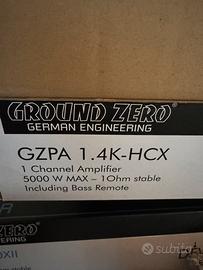 GROUND ZERO
GERMAN ENGINEERING
GZPA 1.4K-HCX
1 Channel Amplifier
5000 W MAX – 1Ohm stable
Including Bass Remote
EERING
subito